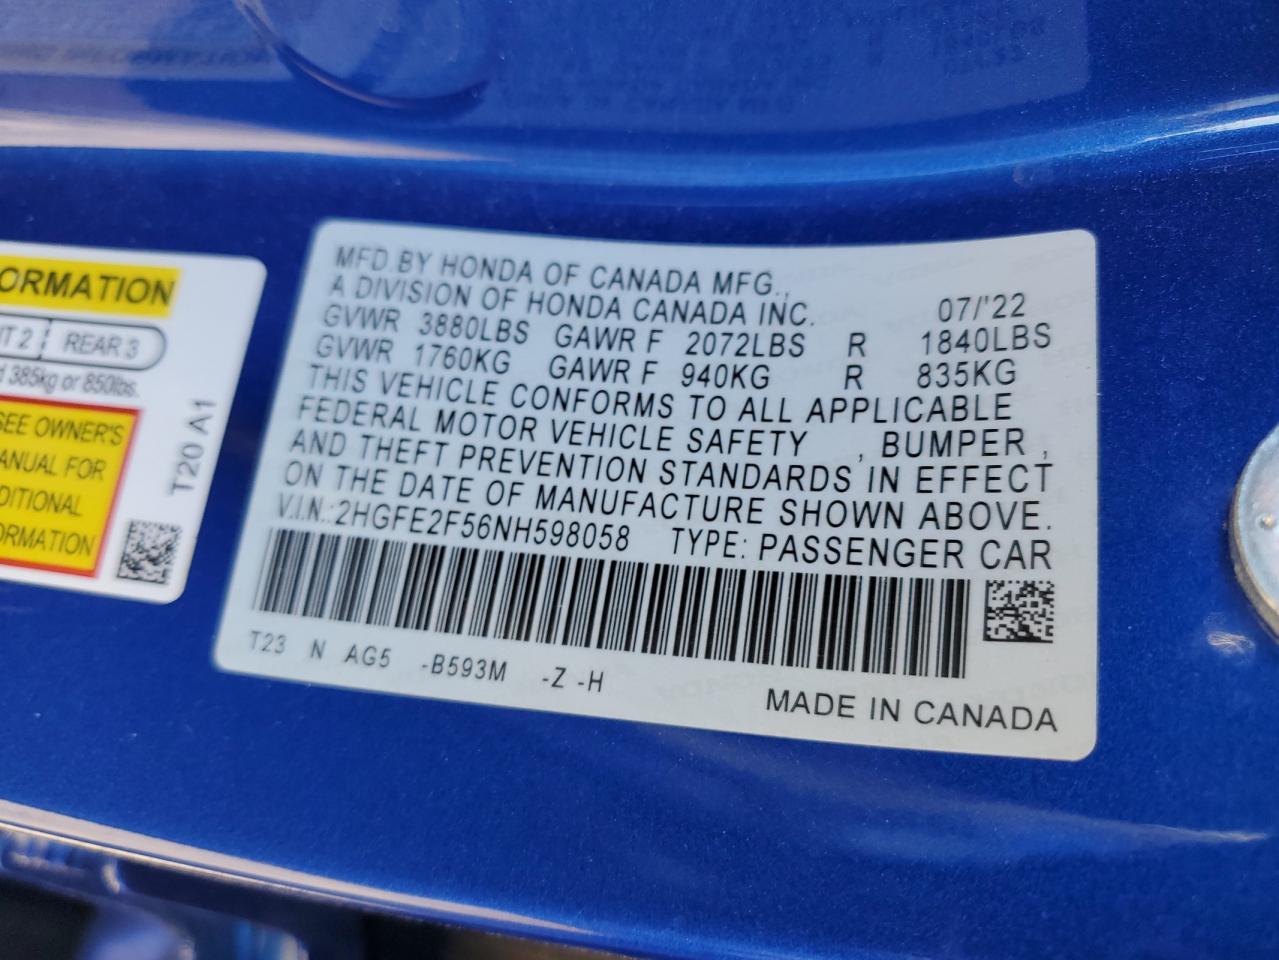 ORMATION
T 2 REAR 3
385kg or 850lbs.
SEE OWNER'S
ANUAL FOR
DITIONAL
ORMATION
T20 A1
MFD. BY HONDA OF CANADA MFG.,
A DIVISION OF HONDA CANADA INC. 07/'22
GVWR 3880LBS GAWR F 2072LBS R 1840LBS
GVWR 1760KG GAWR F 940KG R 835KG
THIS VEHICLE CONFORMS TO ALL APPLICABLE
FEDERAL MOTOR VEHICLE SAFETY , BUMPER ,
AND THEFT PREVENTION STANDARDS IN EFFECT
ON THE DATE OF MANUFACTURE SHOWN ABOVE.
V.I.N.:2HGFE2F56NH598058 TYPE: PASSENGER CAR
T23 N AG5 -B593M -Z -H
MADE IN CANADA